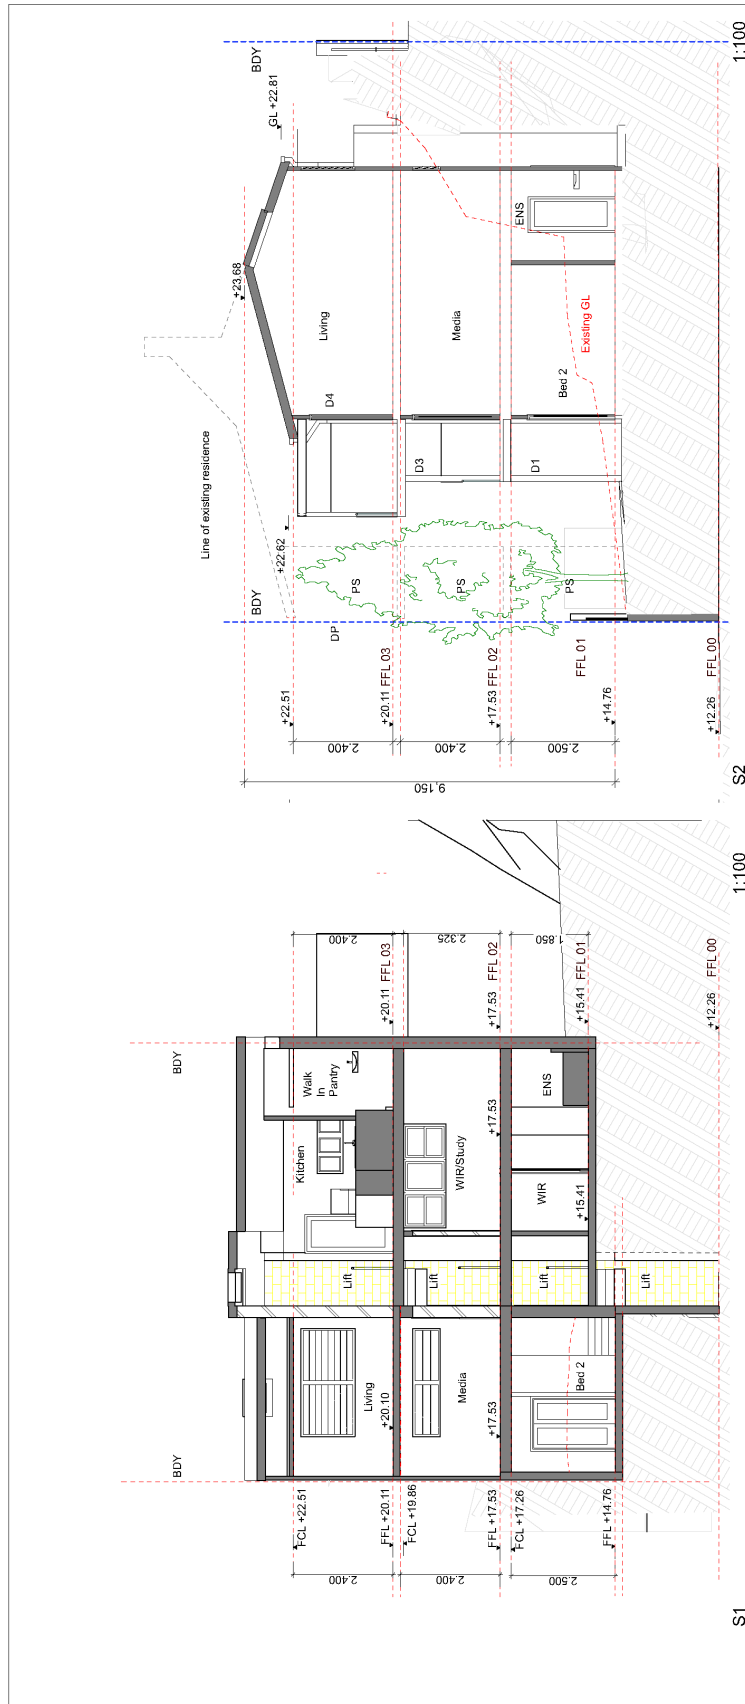 BDY
BDY
FCL +22.51
FFL +20.11
FCL +19.86
FFL +17.53
FCL +17.26
FFL +14.76
2.400
2.400
2.500
Living
+20.10
Media
+17.53
Bed 2
Lift
Lift
Lift
Lift
Kitchen
Walk
In
Pantry
WIR/Study
+17.53
WIR
+15.41
ENS
2.400
2.325
1.850
+20.11 FFL 03
+17.53 FFL 02
+15.41 FFL 01
+12.26 FFL 00
S1
1:100
Line of existing residence
BDY
BDY
GL +22.81
+23.68
+22.62
DP
PS
PS
PS
D4
D3
D1
Living
Media
Bed 2
ENS
Existing GL
+22.51
+20.11 FFL 03
+17.53 FFL 02
+14.76 FFL 01
+12.26 FFL 00
2.400
2.400
2.500
9,150
S2
1:100